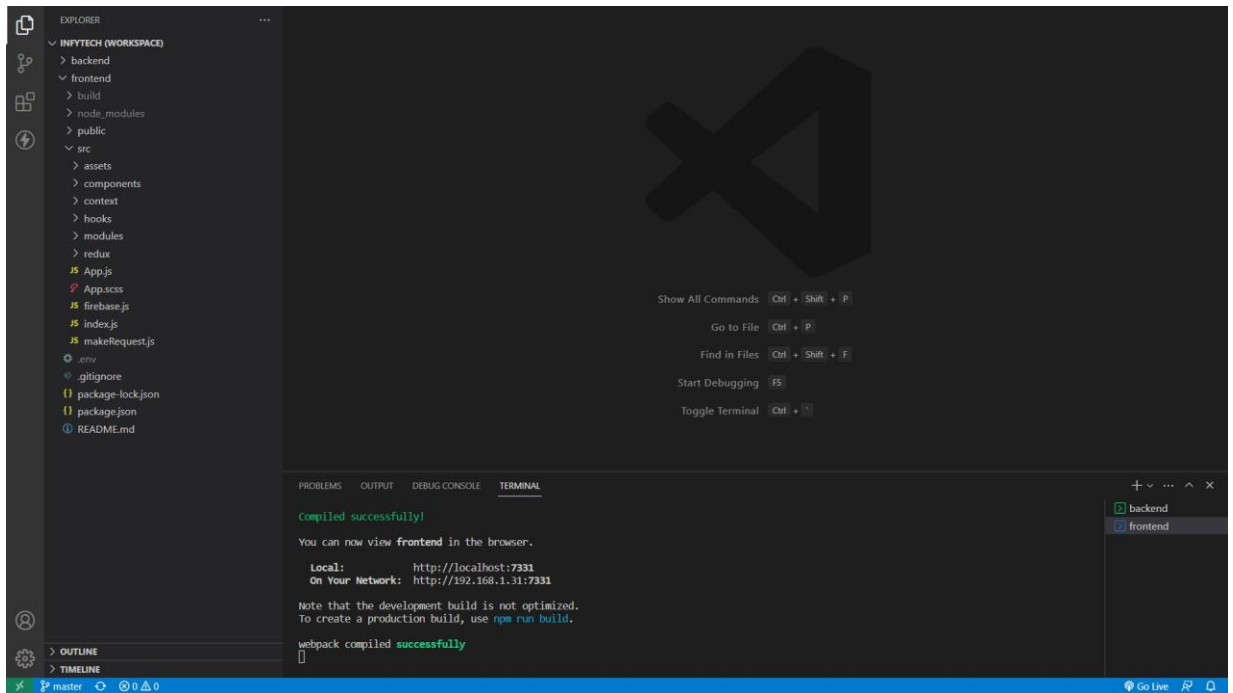 EXPLORER
INFYTECH (WORKSPACE)
backend
frontend
build
node_modules
public
src
assets
components
context
hooks
modules
redux
JS App.js
App.scss
JS firebase.js
JS index.js
JS makeRequest.js
.env
.gitignore
{} package-lock.json
{} package.json
README.md
OUTLINE
TIMELINE
Show All Commands Ctrl + Shift + P
Go to File Ctrl + P
Find in Files Ctrl + Shift + F
Start Debugging F5
Toggle Terminal Ctrl + `
PROBLEMS OUTPUT DEBUG CONSOLE TERMINAL
Compiled successfully!
You can now view frontend in the browser.
Local: http://localhost:7331
On Your Network: http://192.168.1.31:7331
Note that the development build is not optimized.
To create a production build, use npm run build.
webpack compiled successfully
backend
frontend
master 0 0 Go Live